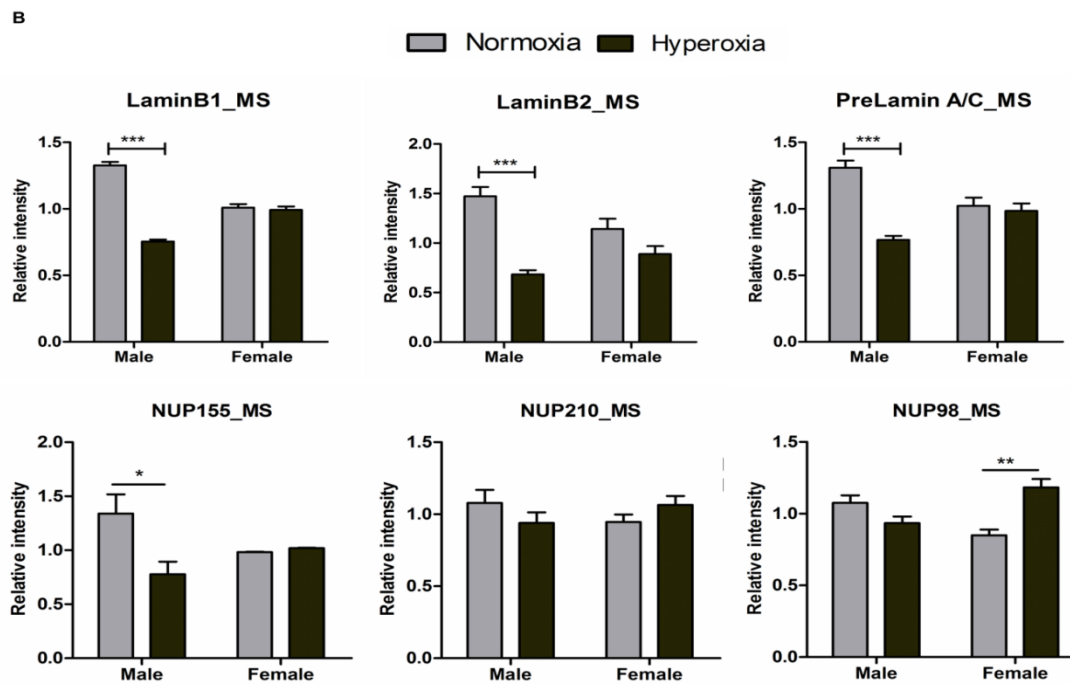 B
Normoxia Hyperoxia
LaminB1_MS
Relative intensity
1.5
1.0
0.5
0.0
***
Male Female
LaminB2_MS
Relative intensity
2.0
1.5
1.0
0.5
0.0
***
Male Female
PreLamin A/C_MS
Relative intensity
1.5
1.0
0.5
0.0
***
Male Female
NUP155_MS
Relative intensity
2.0
1.5
1.0
0.5
0.0
*
Male Female
NUP210_MS
Relative intensity
1.5
1.0
0.5
0.0
Male Female
NUP98_MS
Relative intensity
1.5
1.0
0.5
0.0
**
Male Female